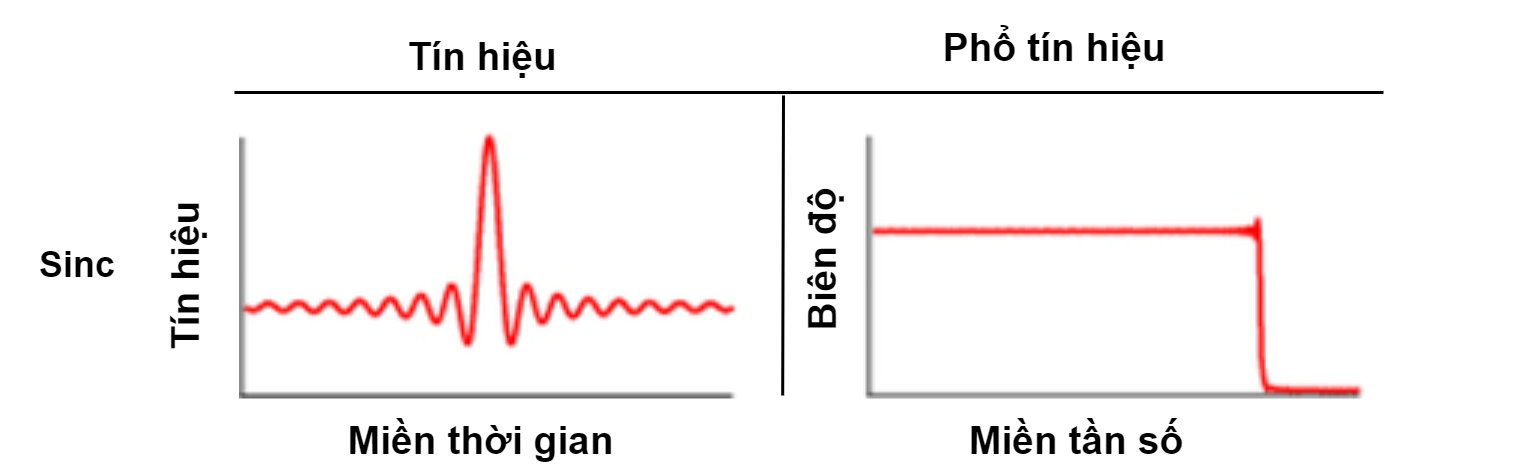 Tín hiệu
Phổ tín hiệu
Sinc
Tín hiệu
Biên độ
Miền thời gian
Miền tần số